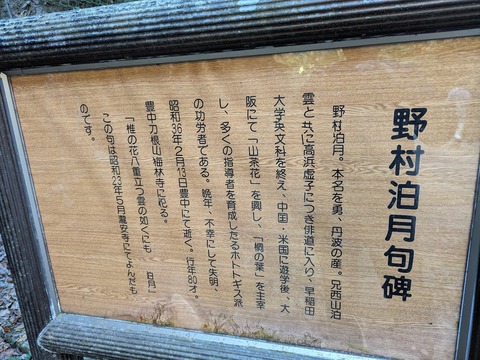 野村泊月句碑
野村泊月。本名を勇、丹波の産。兄西山泊
雲と共に高浜虚子につき俳道に入り、早稲田
大学英文科を終え、中国・米国に遊学後、大
阪にて「山茶花」を興し、「桐の葉」を主宰
し、多くの指導者を育成したるホトトギス派
の功労者である。晩年、不幸にして失明、
昭和36年2月13日豊中にて逝く。行年80才。
豊中刀根山梅林寺に祀る。
「椎の花八重立つ雲の如くにも 泊月」
この句は昭和23年5月瀧安寺にてよんだも
のです。